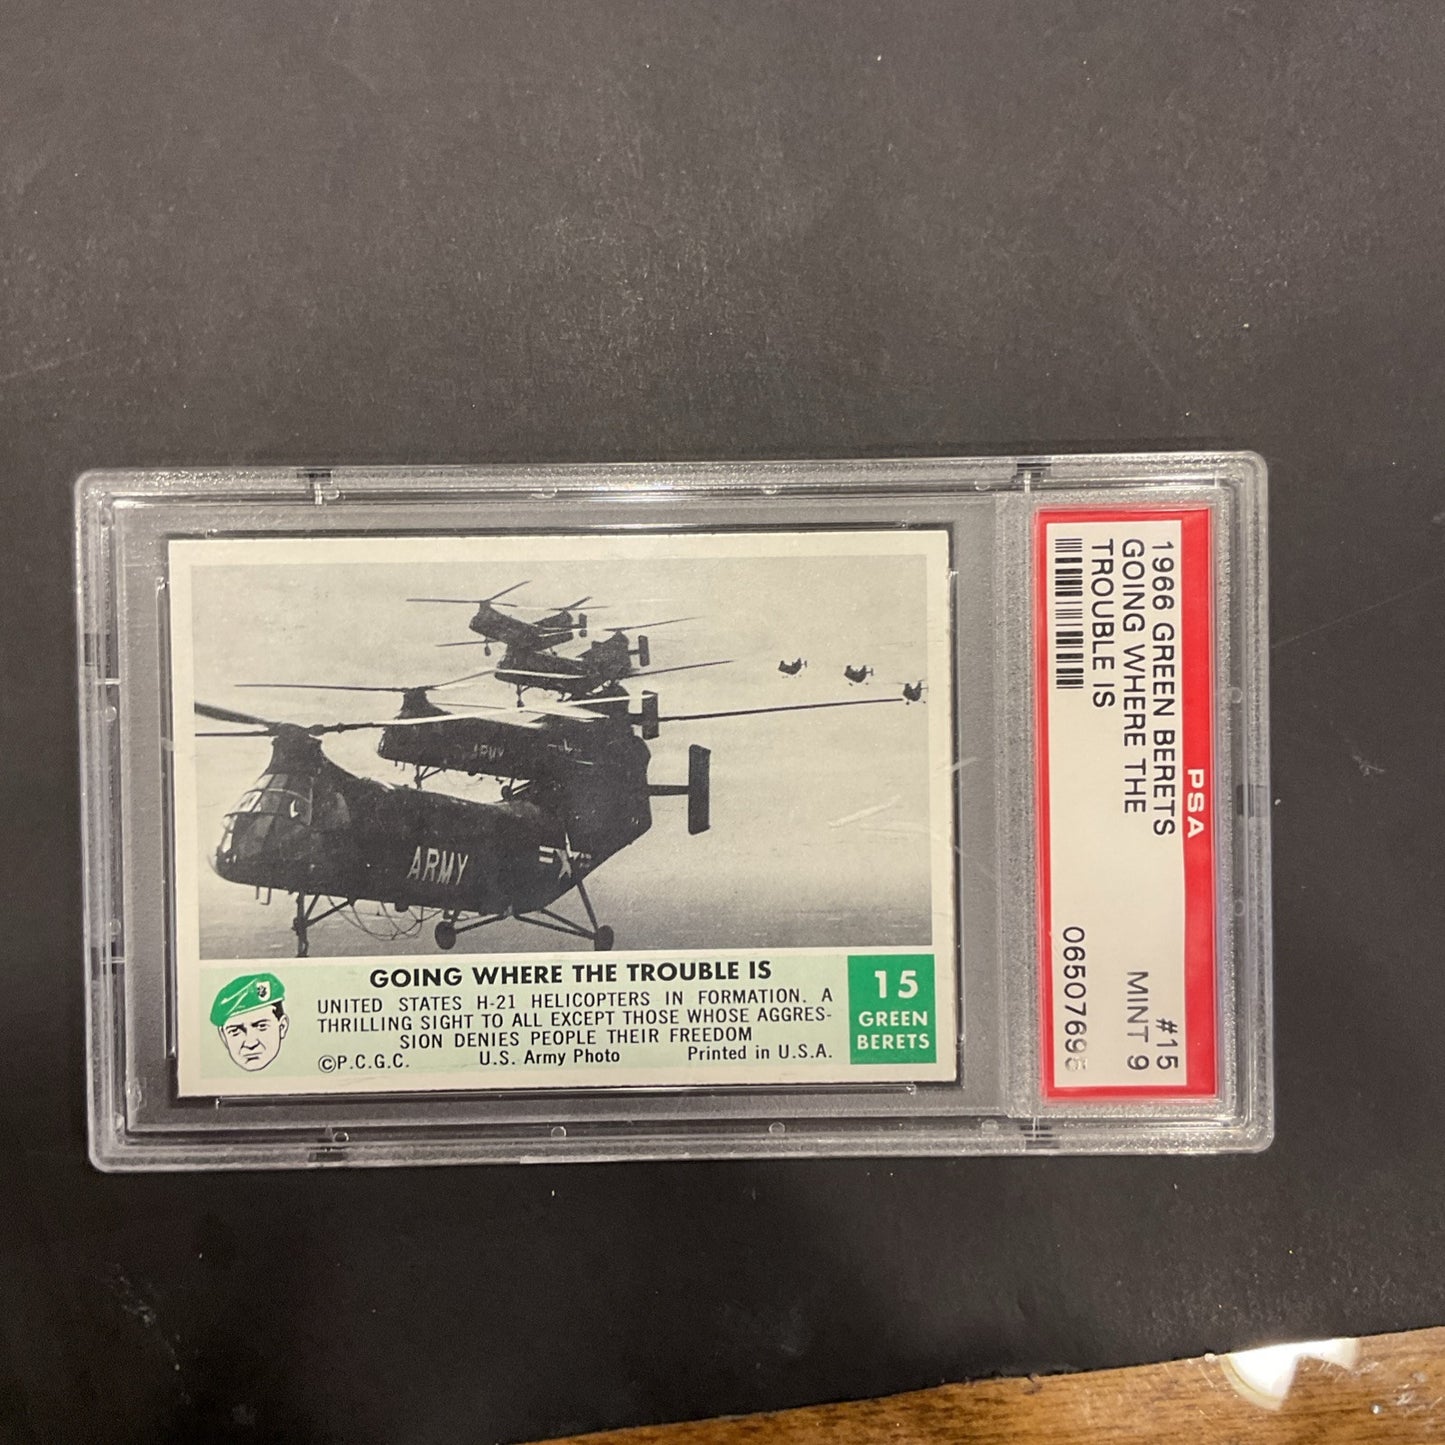 ARMY
ARMY
GOING WHERE THE TROUBLE IS
UNITED STATES H-21 HELICOPTERS IN FORMATION. A
THRILLING SIGHT TO ALL EXCEPT THOSE WHOSE AGGRES-
SION DENIES PEOPLE THEIR FREEDOM
©P.C.G.C. U.S. Army Photo Printed in U.S.A.
15
GREEN
BERETS
1966 GREEN BERETS #15
GOING WHERE THE MINT 9
TROUBLE IS
PSA